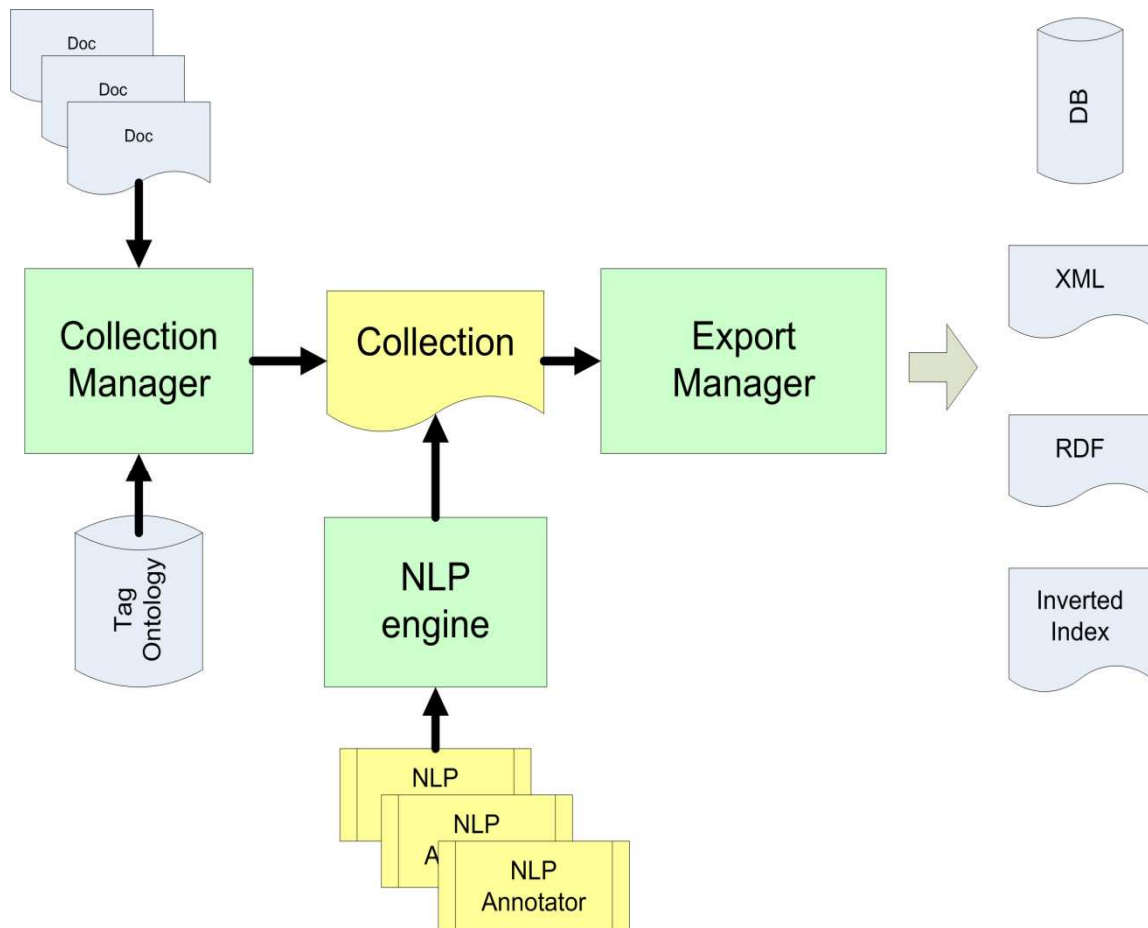 Doc
Doc
Doc
DB
XML
Collection
Manager
Collection
Export
Manager
RDF
Tag
Ontology
NLP
engine
Inverted
Index
NLP
NLP
A
NLP
Annotator